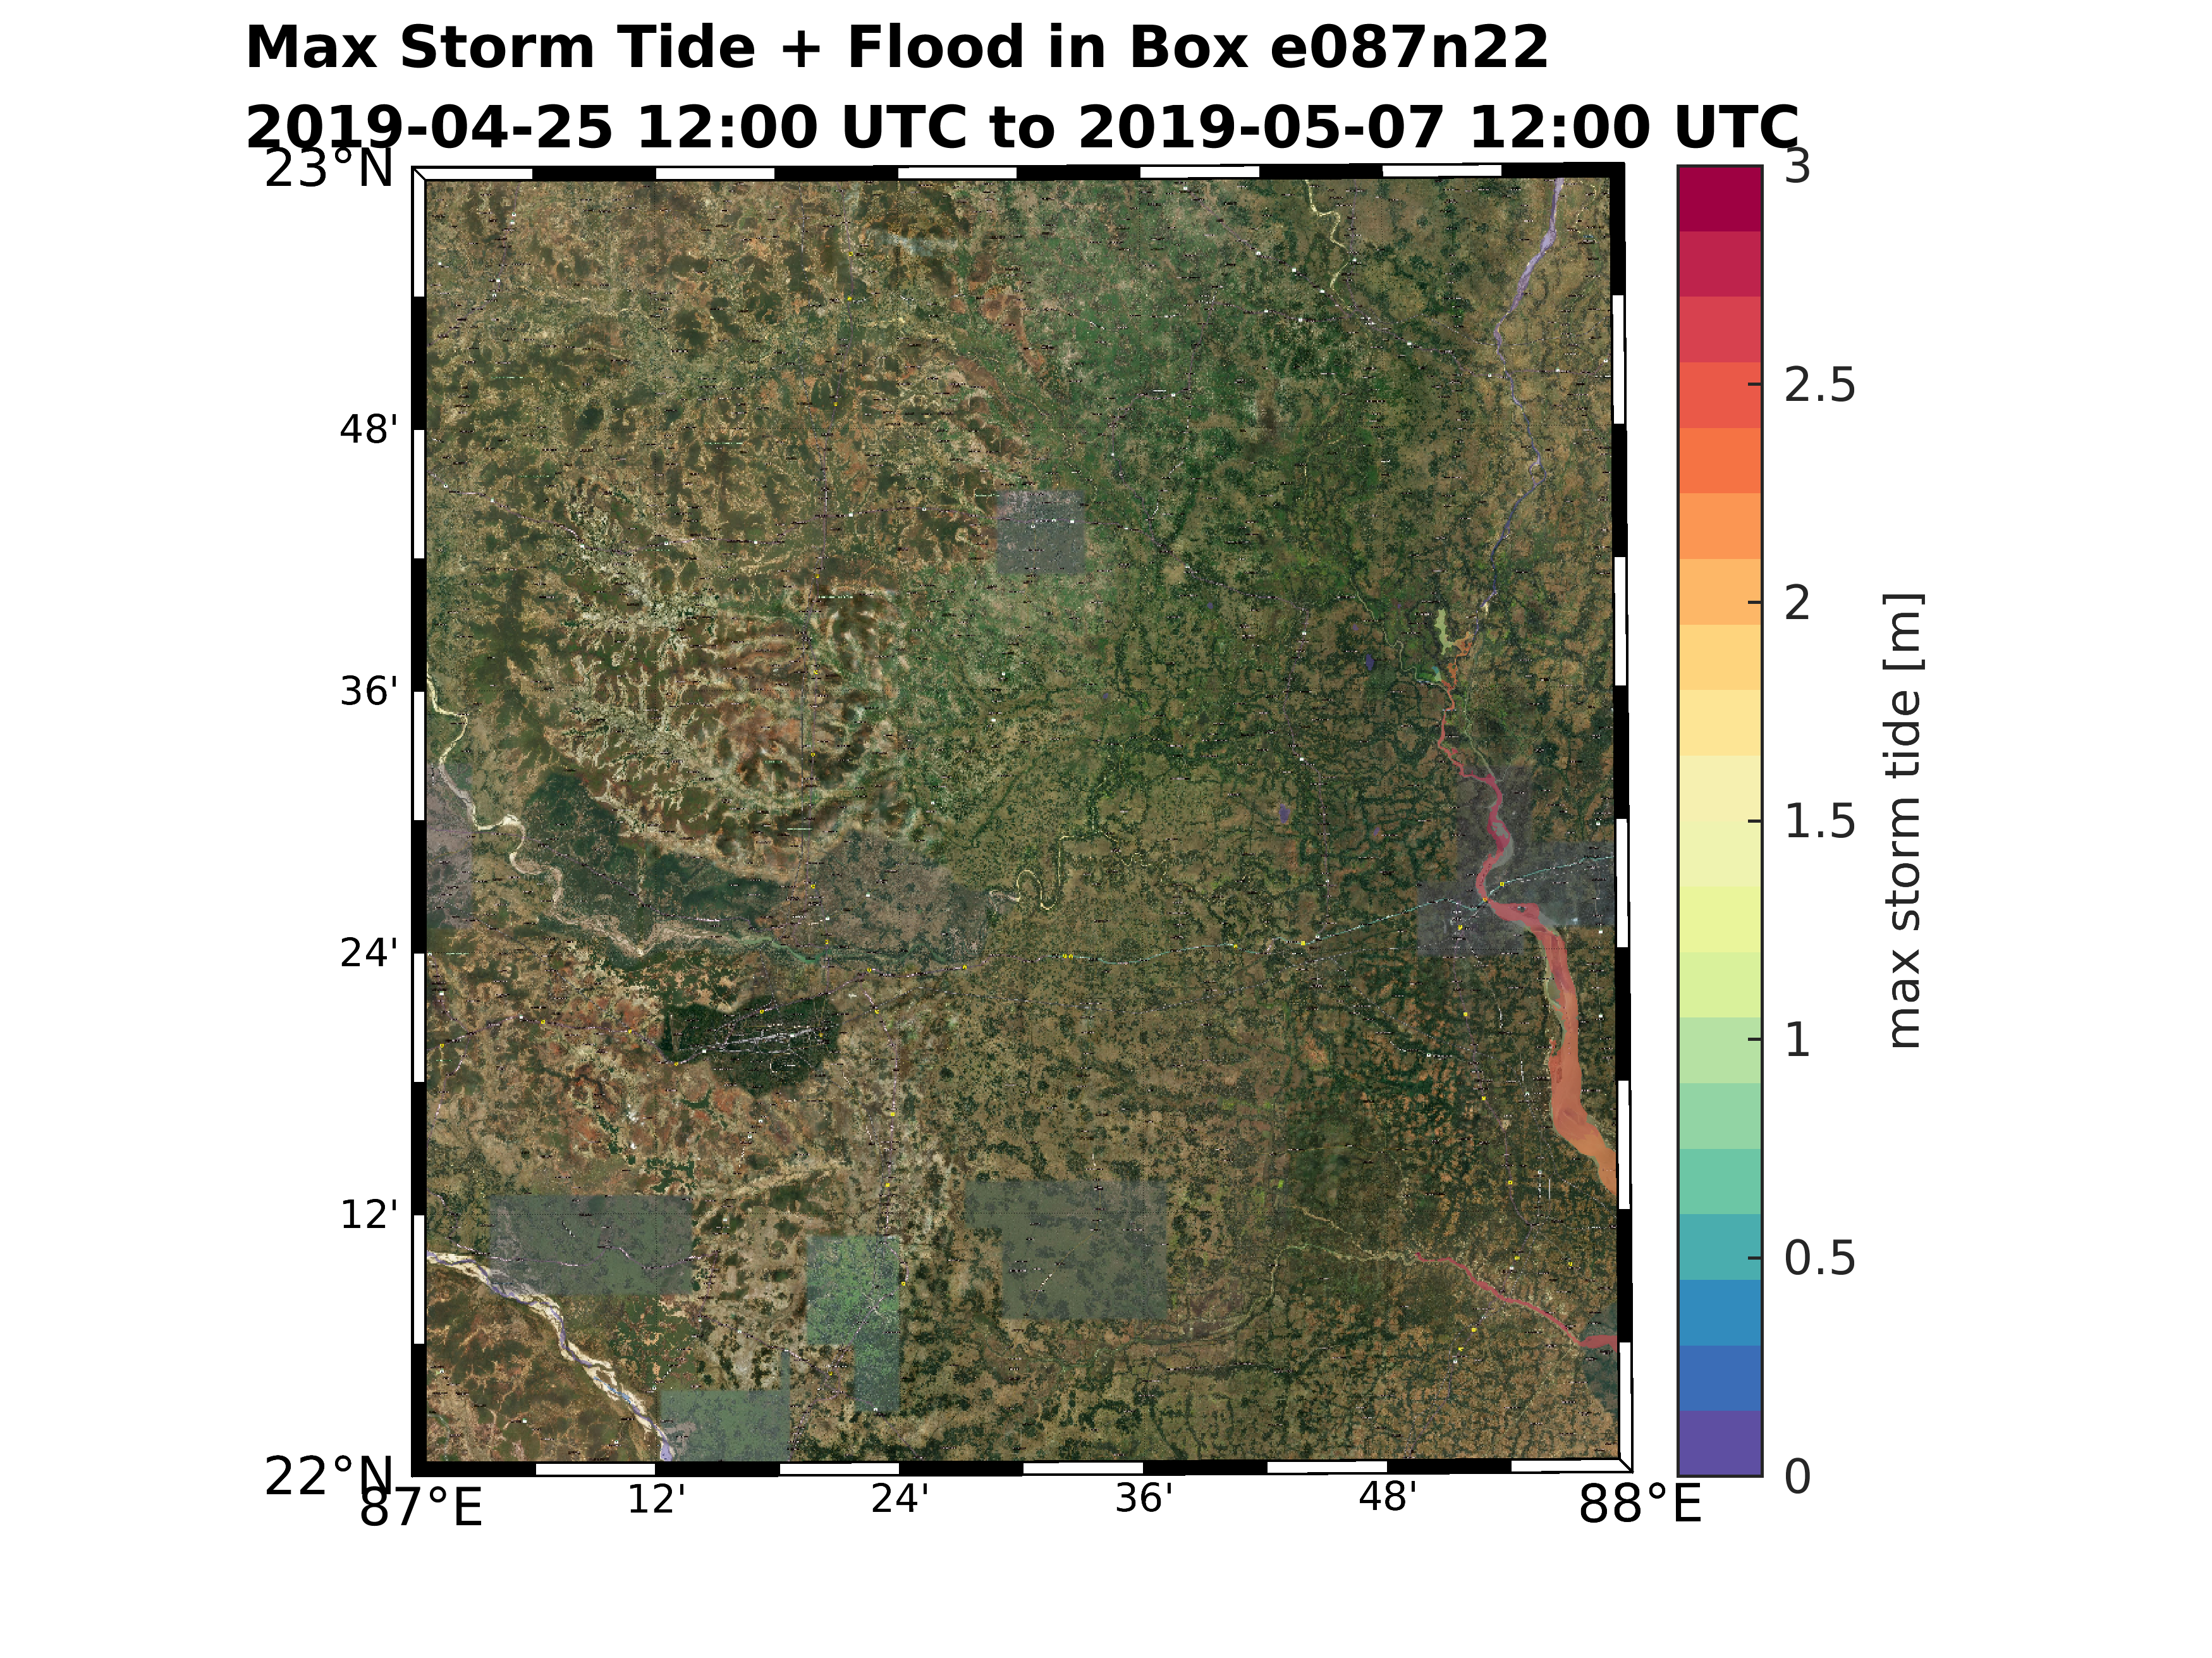 Max Storm Tide + Flood in Box e087n22
2019-04-25 12:00 UTC to 2019-05-07 12:00 UTC
23°N
48'
36'
24'
12'
22°N
87°E
12'
24'
36'
48'
88°E
3
2.5
2
1.5
1
0.5
0
max storm tide [m]